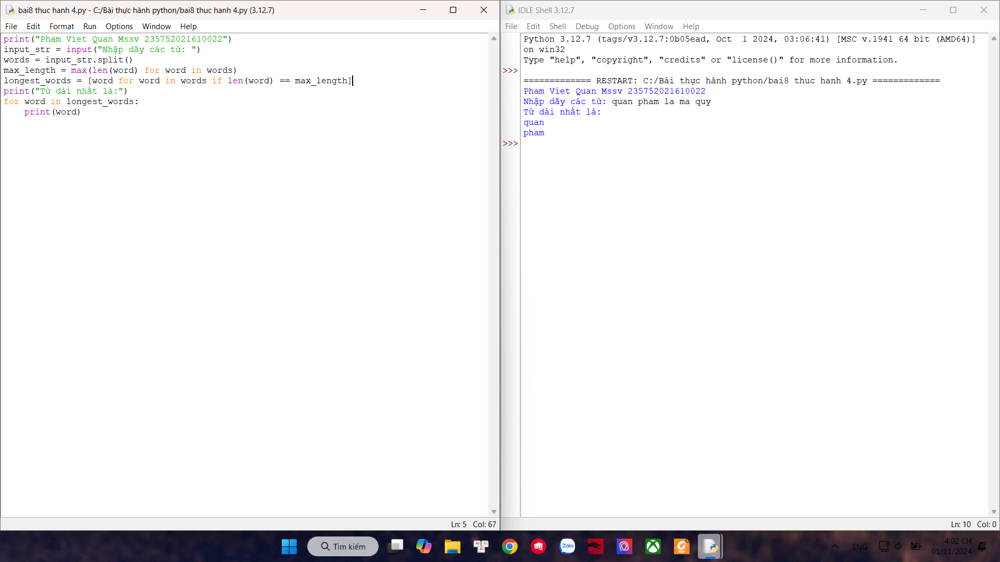 bai8 thuc hanh 4.py - C:/Bài thực hành python/bai8 thuc hanh 4.py (3.12.7)
File Edit Format Run Options Window Help
print("Pham Viet Quan Mssv 235752021610022")
input_str = input("Nhập dãy các từ: ")
words = input_str.split()
max_length = max(len(word) for word in words)
longest_words = [word for word in words if len(word) == max_length]
print("Từ dài nhất là:")
for word in longest_words:
    print(word)
Ln: 5 Col: 67
IDLE Shell 3.12.7
File Edit Shell Debug Options Window Help
Python 3.12.7 (tags/v3.12.7:0b05ead, Oct  1 2024, 03:06:41) [MSC v.1941 64 bit (AMD64)]
on win32
Type "help", "copyright", "credits" or "license()" for more information.
>>>
============= RESTART: C:/Bài thực hành python/bai8 thuc hanh 4.py =============
Pham Viet Quan Mssv 235752021610022
Nhập dãy các từ: quan pham la ma quy
Từ dài nhất là:
quan
pham
>>>
Ln: 10 Col: 0
Tìm kiếm
Zalo
PDF
ENG
4:02 CH
01/11/2024